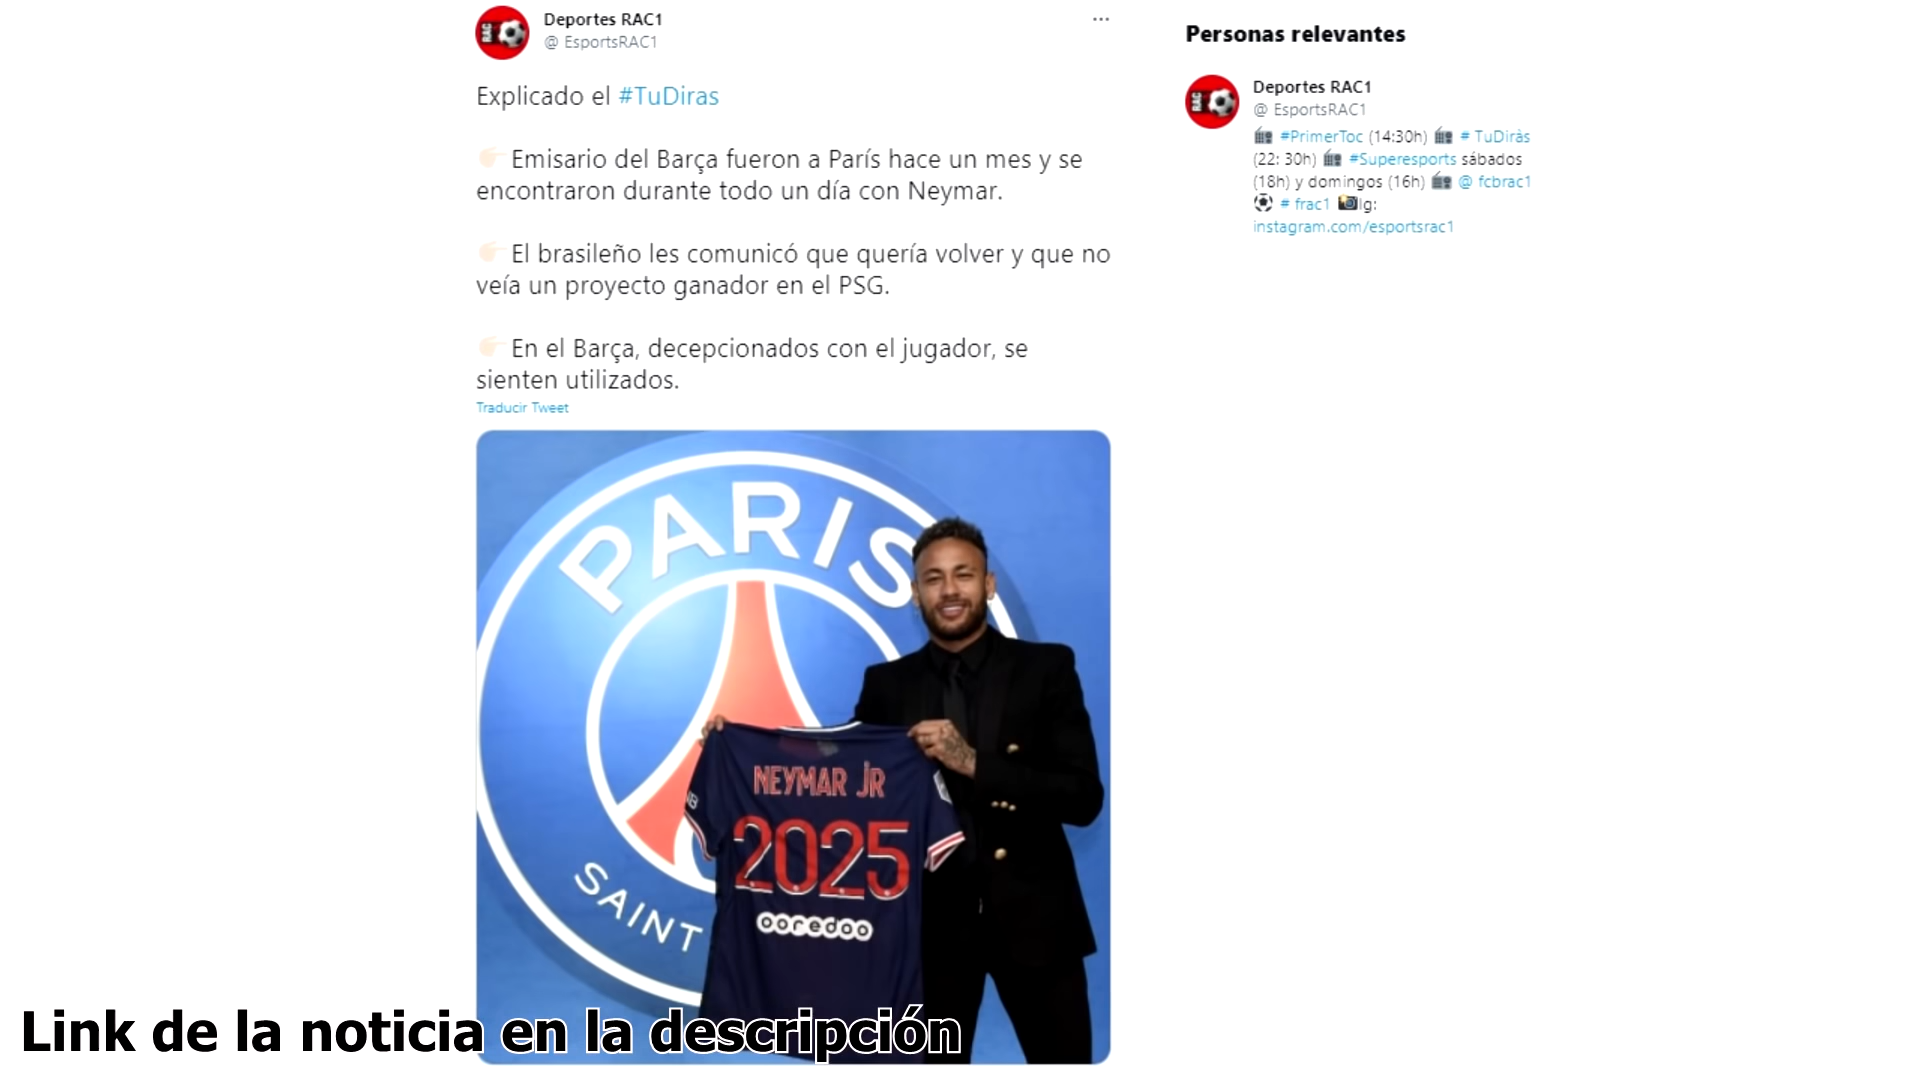 Deportes RAC1
@ EsportsRAC1
...
Explicado el #TuDiras
Emisario del Barça fueron a París hace un mes y se
encontraron durante todo un día con Neymar.
El brasileño les comunicó que quería volver y que no
veía un proyecto ganador en el PSG.
En el Barça, decepcionados con el jugador, se
sienten utilizados.
Traducir Tweet
PARIS
SAINT
NEYMAR JR
2025
ooredoo
Link de la noticia en la descripción
Personas relevantes
Deportes RAC1
@ EsportsRAC1
#PrimerToc (14:30h) # TuDiràs
(22: 30h) #Superesports sábados
(18h) y domingos (16h) @ fcbrac1
# frac1 Ig:
instagram.com/esportsrac1